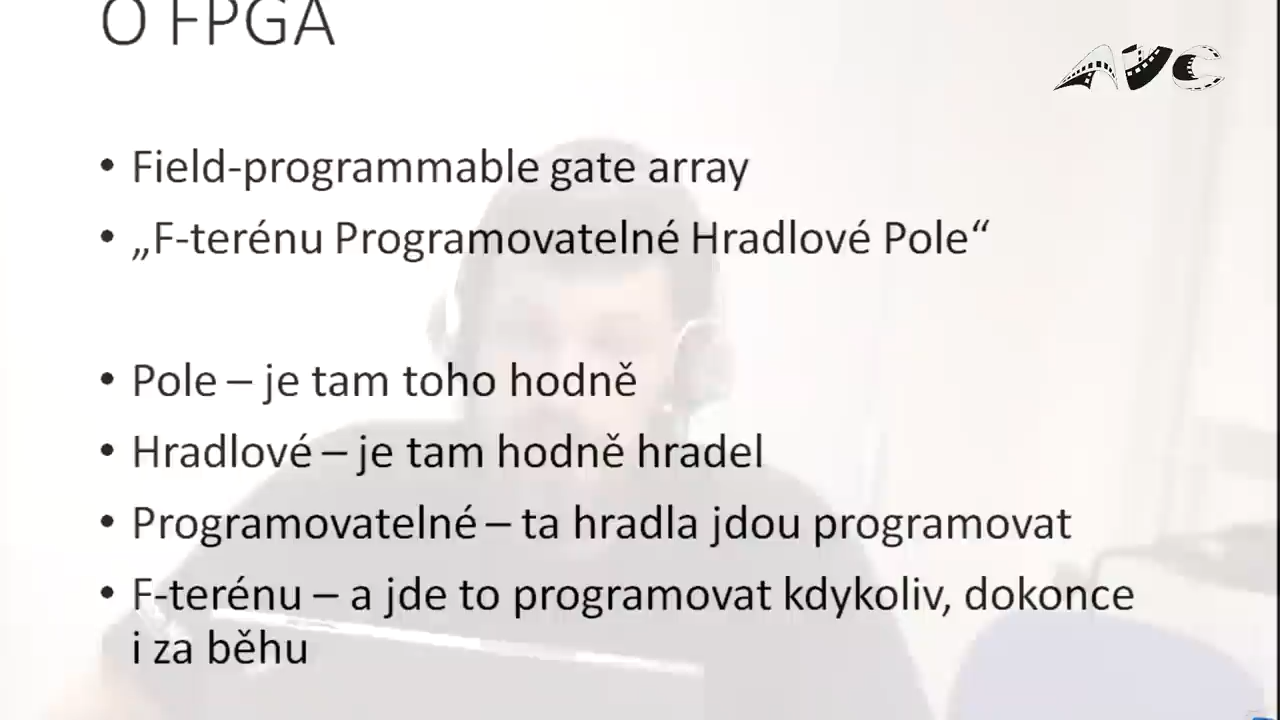 O FPGA
AVC
• Field-programmable gate array
• „F-terénu Programovatelné Hradlové Pole“
• Pole – je tam toho hodně
• Hradlové – je tam hodně hradel
• Programovatelné – ta hradla jdou programovat
• F-terénu – a jde to programovat kdykoliv, dokonce
i za běhu